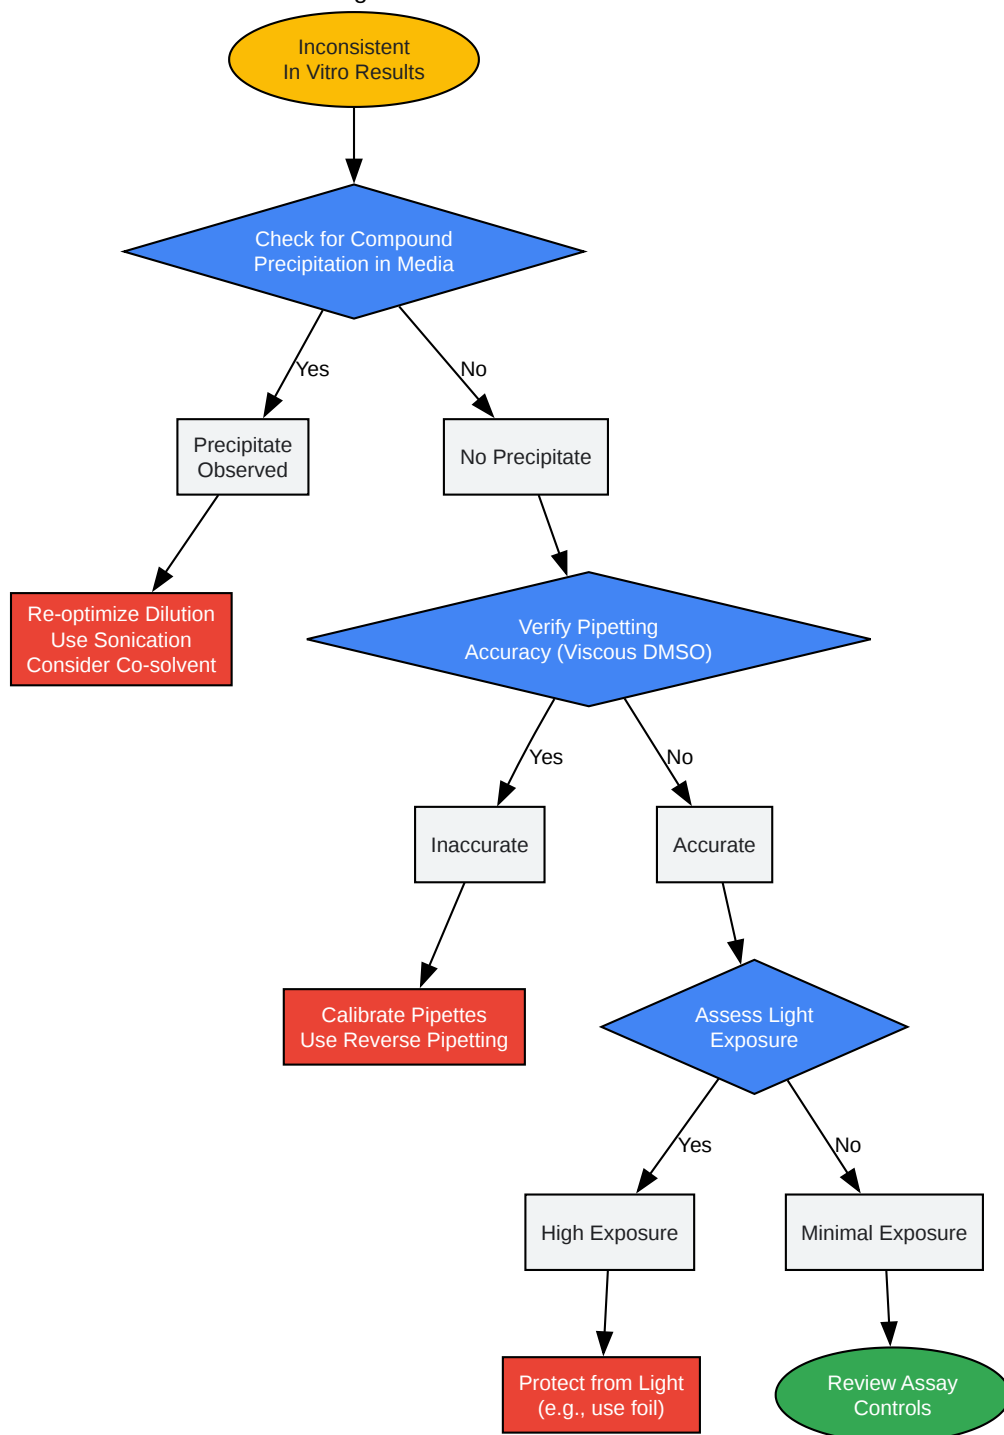 Inconsistent
In Vitro Results
Check for Compound
Precipitation in Media
Yes
No
Precipitate
Observed
No Precipitate
Re-optimize Dilution
Use Sonication
Consider Co-solvent
Verify Pipetting
Accuracy (Viscous DMSO)
Yes
No
Inaccurate
Accurate
Calibrate Pipettes
Use Reverse Pipetting
Assess Light
Exposure
Yes
No
High Exposure
Minimal Exposure
Protect from Light
(e.g., use foil)
Review Assay
Controls